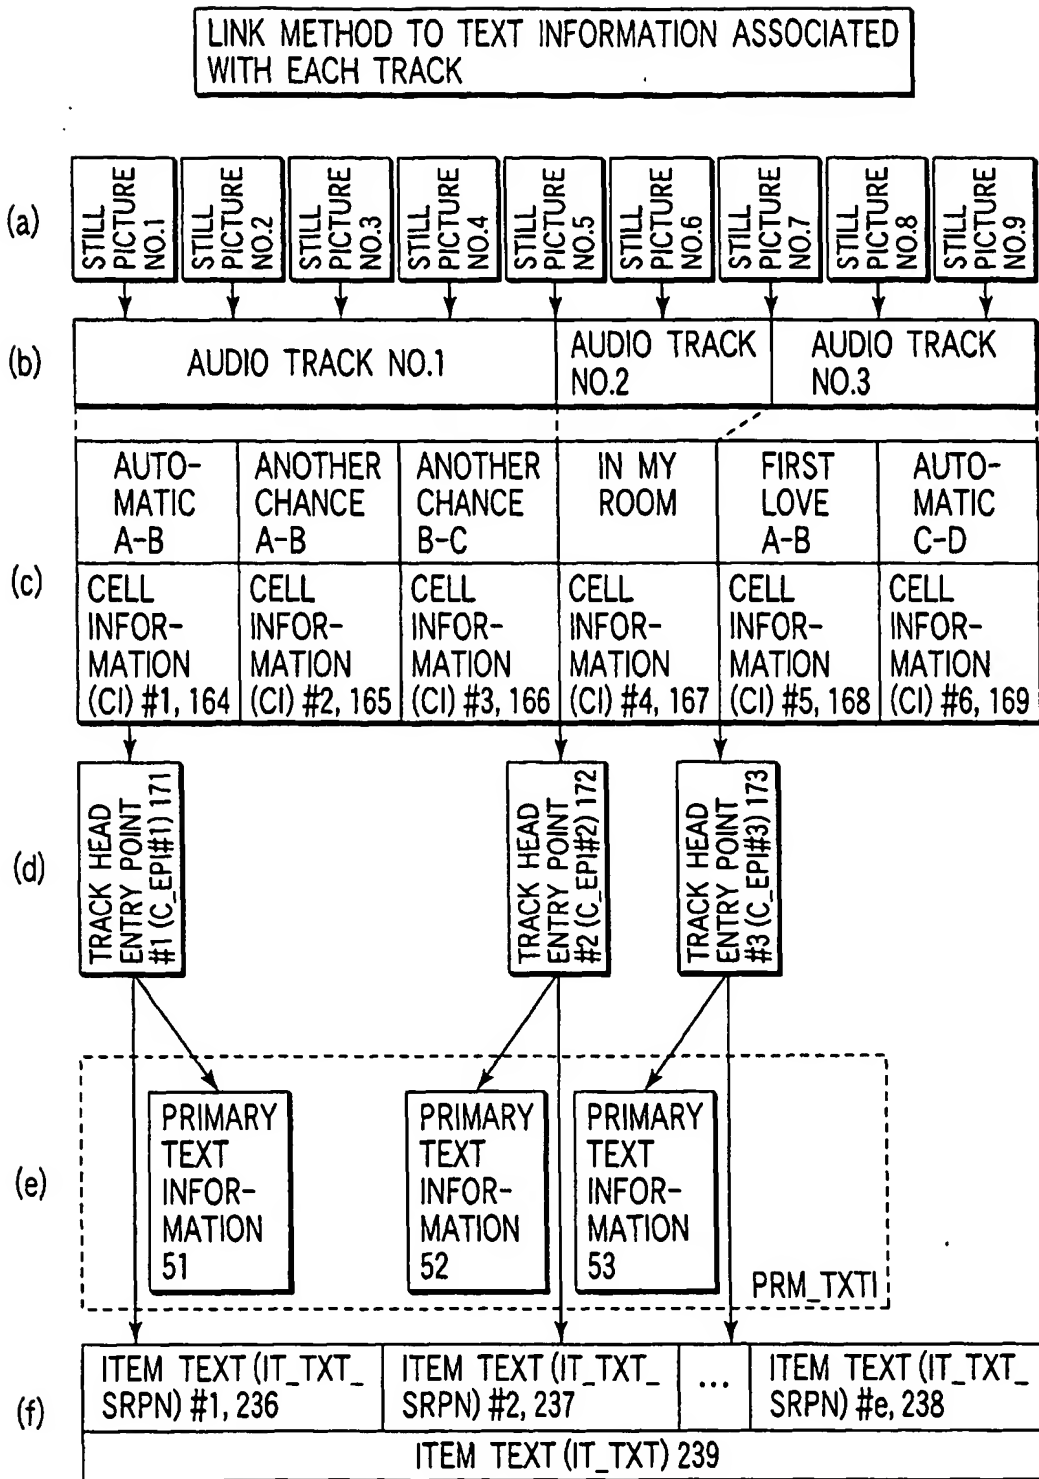 LINK METHOD TO TEXT INFORMATION ASSOCIATED
WITH EACH TRACK
(a)
STILL
PICTURE
NO.1
STILL
PICTURE
NO.2
STILL
PICTURE
NO.3
STILL
PICTURE
NO.4
STILL
PICTURE
NO.5
STILL
PICTURE
NO.6
STILL
PICTURE
NO.7
STILL
PICTURE
NO.8
STILL
PICTURE
NO.9
(b)
AUDIO TRACK NO.1
AUDIO TRACK
NO.2
AUDIO TRACK
NO.3
(c)
AUTO-
MATIC
A-B
ANOTHER
CHANCE
A-B
ANOTHER
CHANCE
B-C
IN MY
ROOM
FIRST
LOVE
A-B
AUTO-
MATIC
C-D
CELL
INFOR-
MATION
(CI) #1, 164
CELL
INFOR-
MATION
(CI) #2, 165
CELL
INFOR-
MATION
(CI) #3, 166
CELL
INFOR-
MATION
(CI) #4, 167
CELL
INFOR-
MATION
(CI) #5, 168
CELL
INFOR-
MATION
(CI) #6, 169
(d)
TRACK HEAD
ENTRY POINT
#1 (C_EPI#1) 171
TRACK HEAD
ENTRY POINT
#2 (C_EPI#2) 172
TRACK HEAD
ENTRY POINT
#3 (C_EPI#3) 173
(e)
PRIMARY
TEXT
INFOR-
MATION
51
PRIMARY
TEXT
INFOR-
MATION
52
PRIMARY
TEXT
INFOR-
MATION
53
PRM_TXTI
(f)
ITEM TEXT (IT_TXT_
SRPN) #1, 236
ITEM TEXT (IT_TXT_
SRPN) #2, 237
...
ITEM TEXT (IT_TXT_
SRPN) #e, 238
ITEM TEXT (IT_TXT) 239